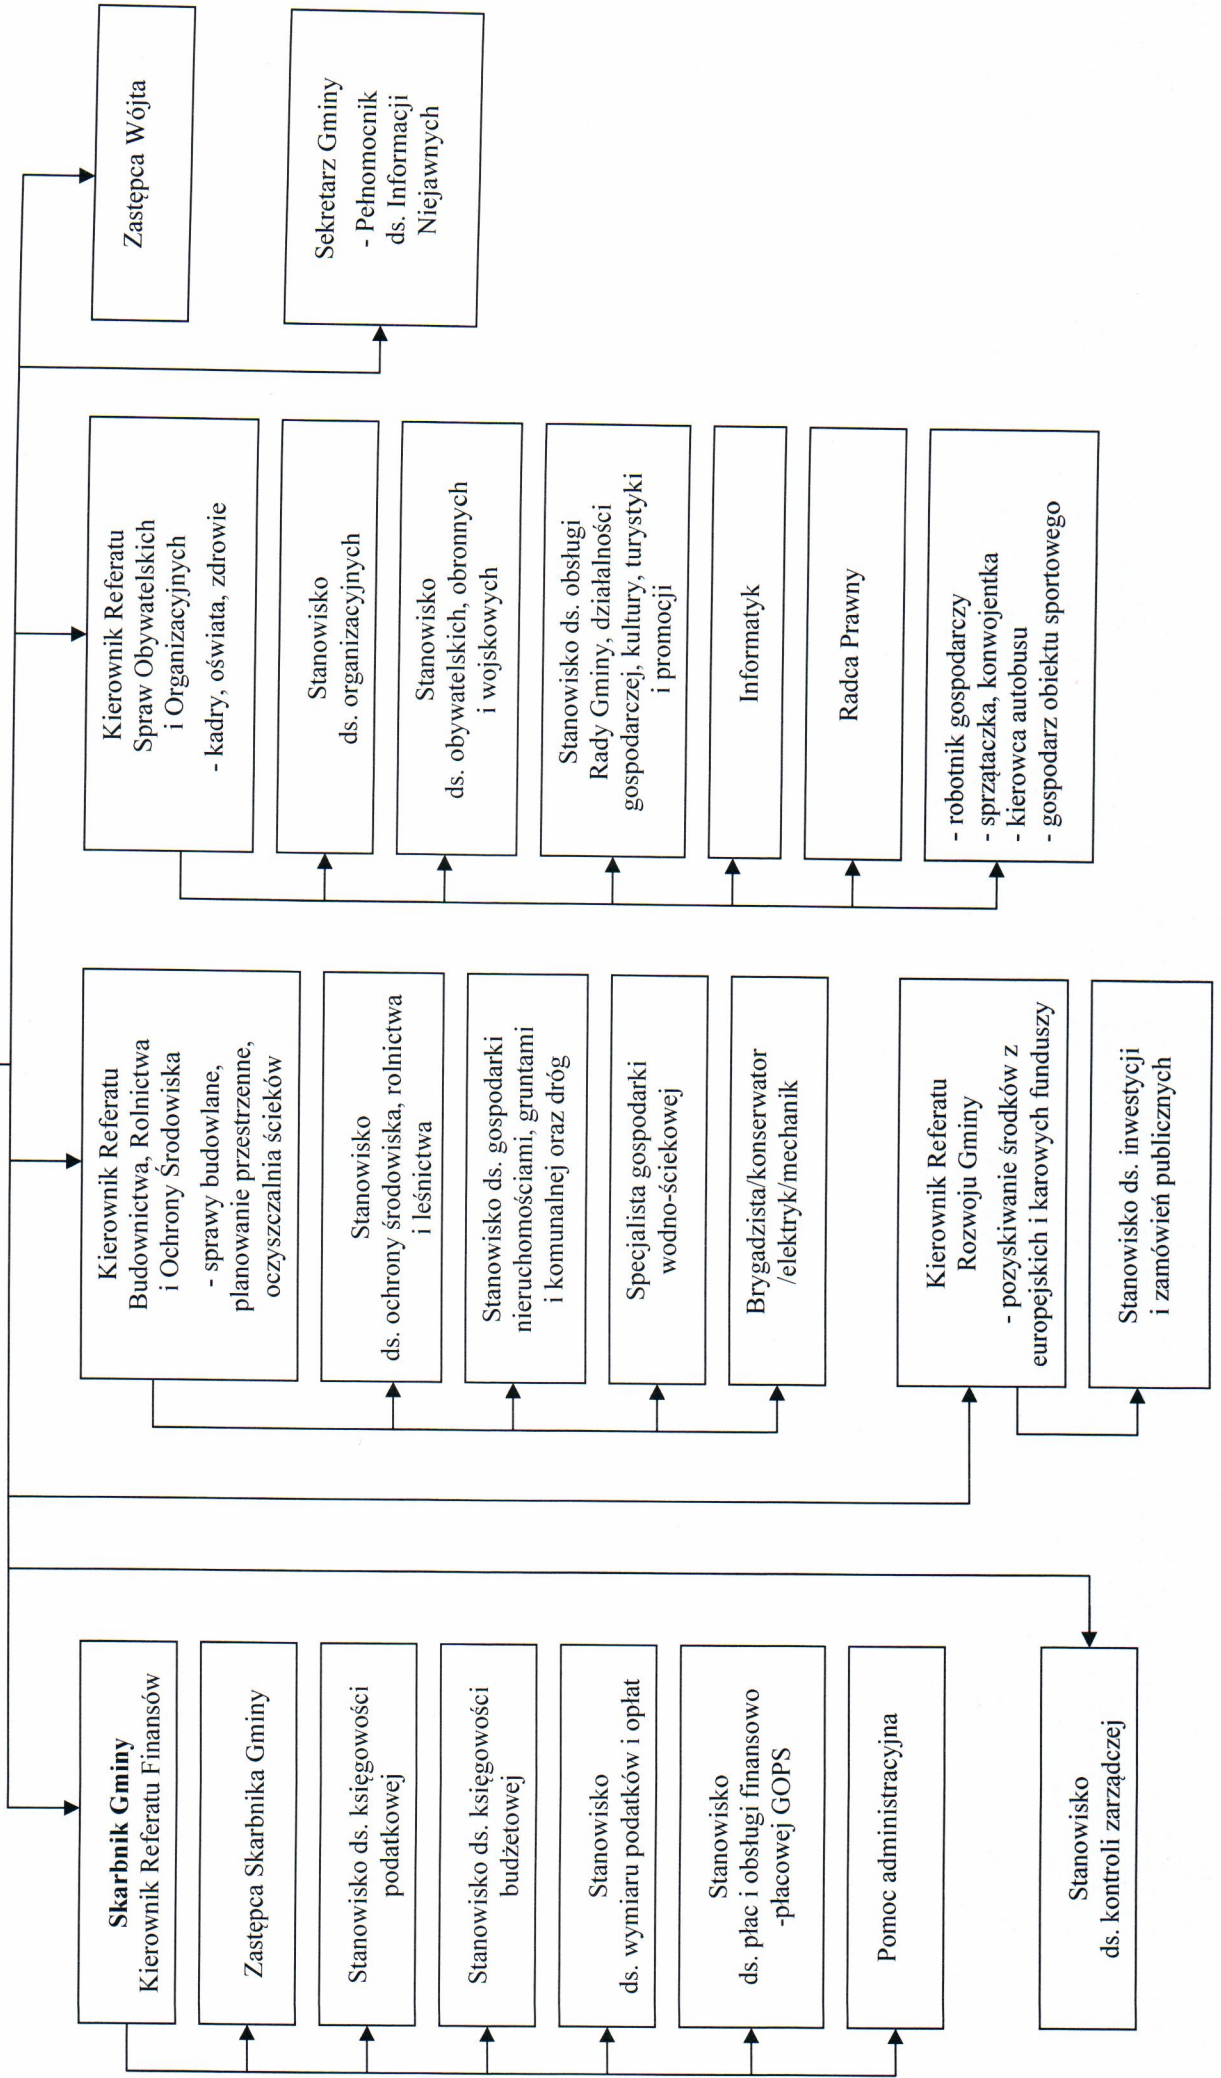 Skarbnik Gminy
Kierownik Referatu Finansów
Zastępca Skarbnika Gminy
Stanowisko ds. księgowości
podatkowej
Stanowisko ds. księgowości
budżetowej
Stanowisko
ds. wymiaru podatków i opłat
Stanowisko
ds. płac i obsługi finansowo
-płacowej GOPS
Pomoc administracyjna
Stanowisko
ds. kontroli zarządczej
Kierownik Referatu
Budownictwa, Rolnictwa
i Ochrony Środowiska
- sprawy budowlane,
planowanie przestrzenne,
oczyszczalnia ścieków
Stanowisko
ds. ochrony środowiska, rolnictwa
i leśnictwa
Stanowisko ds. gospodarki
nieruchomościami, gruntami
i komunalnej oraz dróg
Specjalista gospodarki
wodno-ściekowej
Brygadzista/konserwator
/elektryk/mechanik
Kierownik Referatu
Rozwoju Gminy
- pozyskiwanie środków z
europejskich i karowych funduszy
Stanowisko ds. inwestycji
i zamówień publicznych
Kierownik Referatu
Spraw Obywatelskich
i Organizacyjnych
- kadry, oświata, zdrowie
Stanowisko
ds. organizacyjnych
Stanowisko
ds. obywatelskich, obronnych
i wojskowych
Stanowisko ds. obsługi
Rady Gminy, działalności
gospodarczej, kultury, turystyki
i promocji
Informatyk
Radca Prawny
- robotnik gospodarczy
- sprzątaczka, konwojentka
- kierowca autobusu
- gospodarz obiektu sportowego
Zastępca Wójta
Sekretarz Gminy
- Pełnomocnik
ds. Informacji
Niejawnych